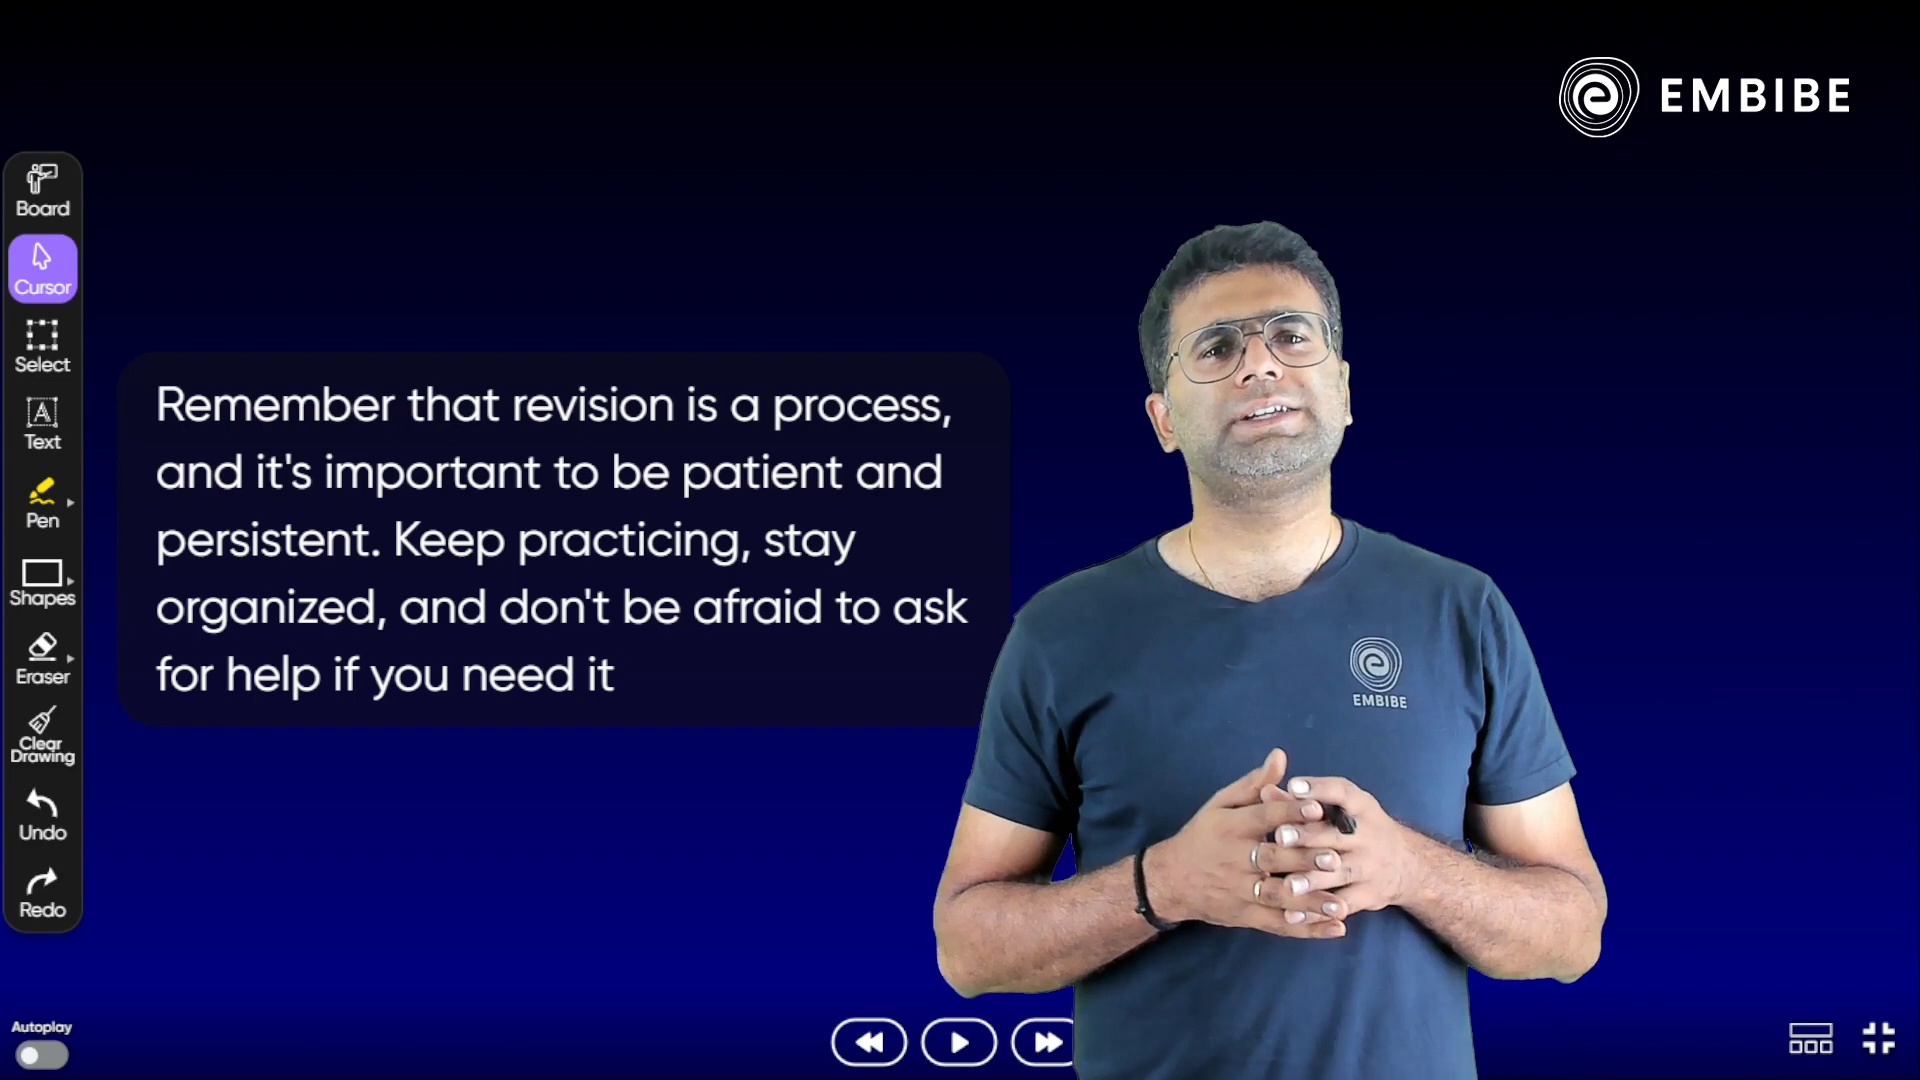 EMBIBE
Board
Cursor
Select
Text
Pen
Shapes
Eraser
Clear
Drawing
Undo
Redo
Autoplay
Remember that revision is a process,
and it's important to be patient and
persistent. Keep practicing, stay
organized, and don't be afraid to ask
for help if you need it
EMBIBE